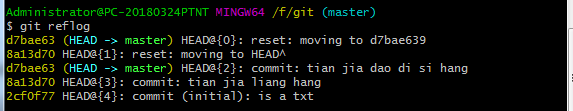 Administrator@PC-20180324PTNT MINGW64 /f/git (master)
$ git reflog
d7bae63 (HEAD -> master) HEAD@{0}: reset: moving to d7bae639
8a13d70 HEAD@{1}: reset: moving to HEAD^
d7bae63 (HEAD -> master) HEAD@{2}: commit: tian jia dao di si hang
8a13d70 HEAD@{3}: commit: tian jia liang hang
2cf0f77 HEAD@{4}: commit (initial): is a txt